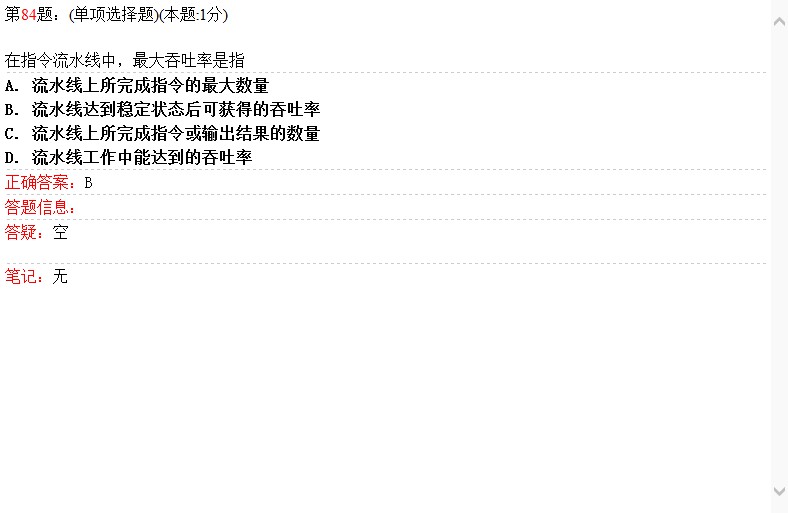 第84题：(单项选择题)(本题:1分)
在指令流水线中，最大吞吐率是指
A. 流水线上所完成指令的最大数量
B. 流水线达到稳定状态后可获得的吞吐率
C. 流水线上所完成指令或输出结果的数量
D. 流水线工作中能达到的吞吐率
正确答案：B
答题信息：
答疑：空
笔记：无